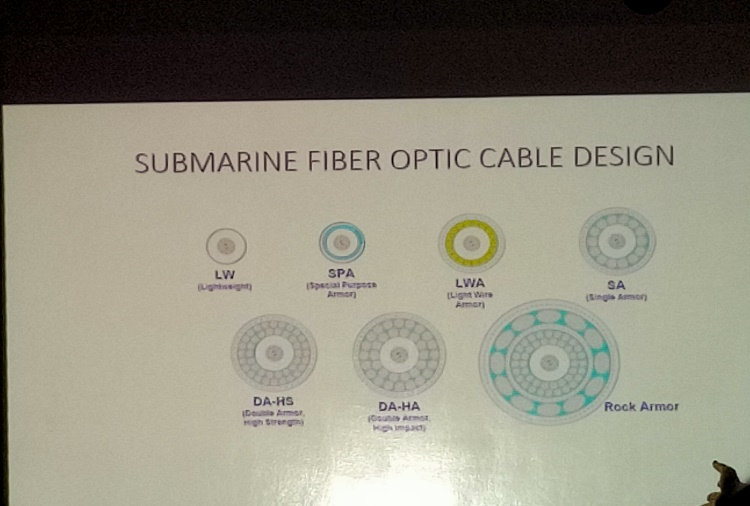 SUBMARINE FIBER OPTIC CABLE DESIGN
LW
(Lightweight)
SPA
(Special Purpose
Armor)
LWA
(Light Wire
Armor)
SA
(Single Armor)
DA-HS
(Double Armor,
High Strength)
DA-HA
(Double Armor,
High Impact)
Rock Armor